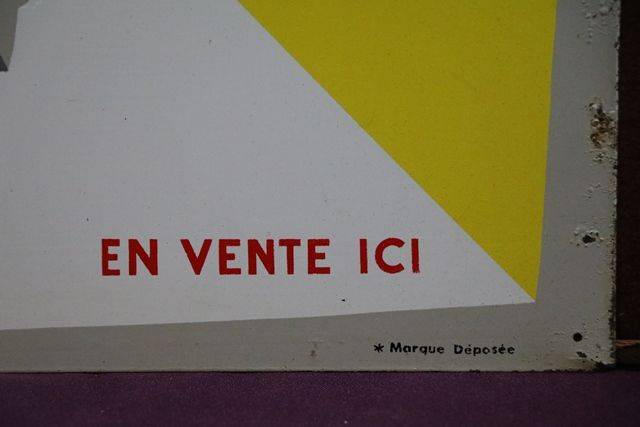 EN VENTE ICI
* Marque Déposée